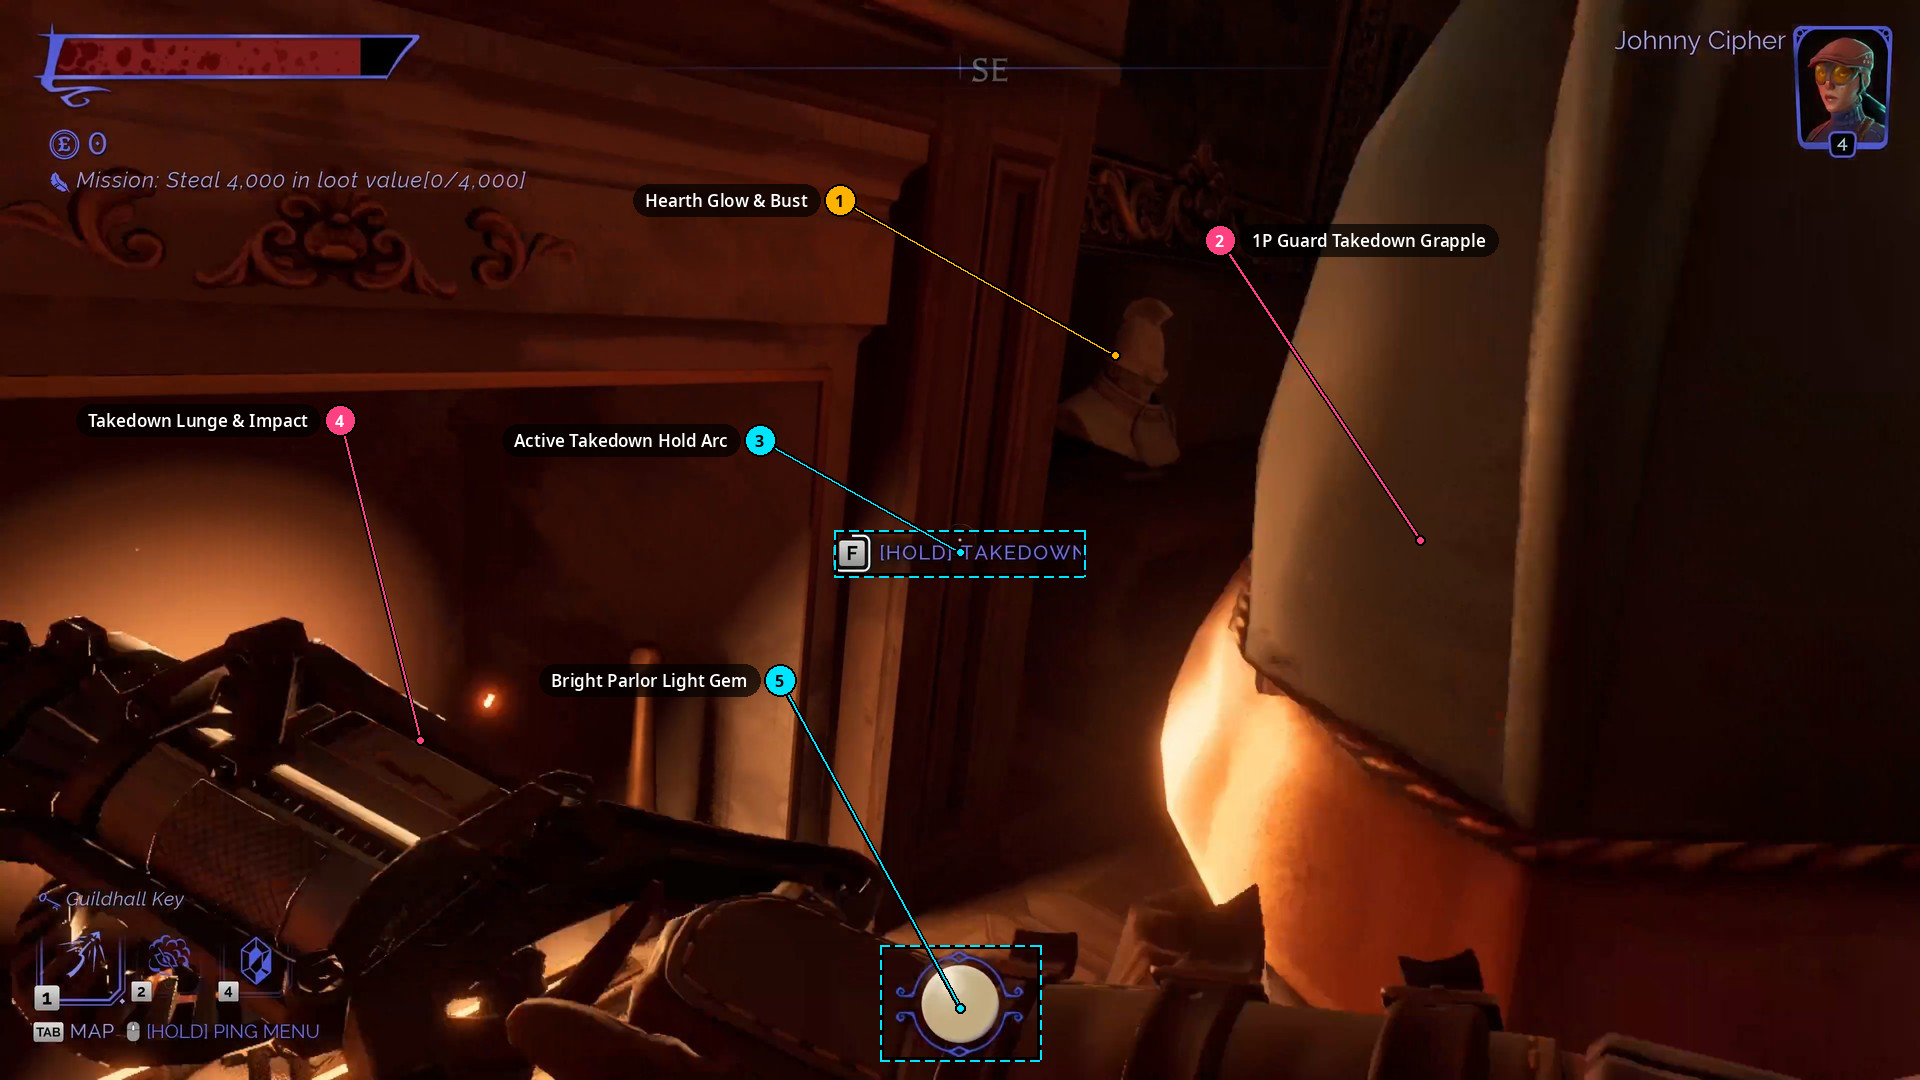 SE
Johnny Cipher
4
£ 0
Mission: Steal 4,000 in loot value[0/4,000]
Hearth Glow & Bust 1
2 1P Guard Takedown Grapple
Takedown Lunge & Impact 4
Active Takedown Hold Arc 3
F [HOLD] TAKEDOWN
Bright Parlor Light Gem 5
Guildhall Key
3
1 2 4
TAB MAP [HOLD] PING MENU